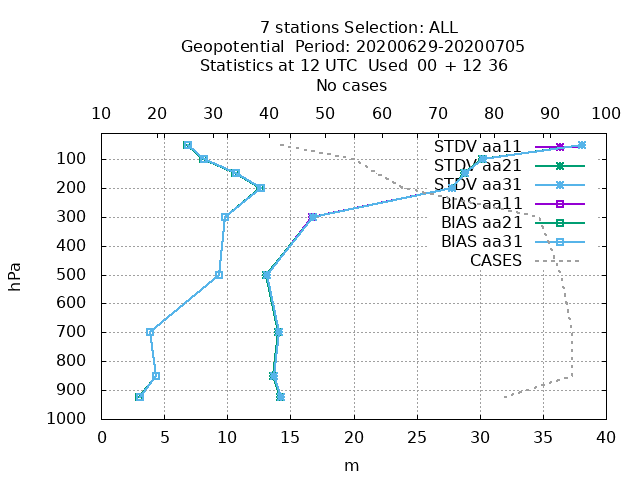 7 stations Selection: ALL
Geopotential  Period: 20200629-20200705
Statistics at 12 UTC  Used  00 + 12 36
No cases
10 20 30 40 50 60 70 80 90 100
STDV aa11
STDV aa21
STDV aa31
BIAS aa11
BIAS aa21
BIAS aa31
CASES
100
200
300
400
500
600
700
800
900
1000
hPa
0 5 10 15 20 25 30 35 40
m